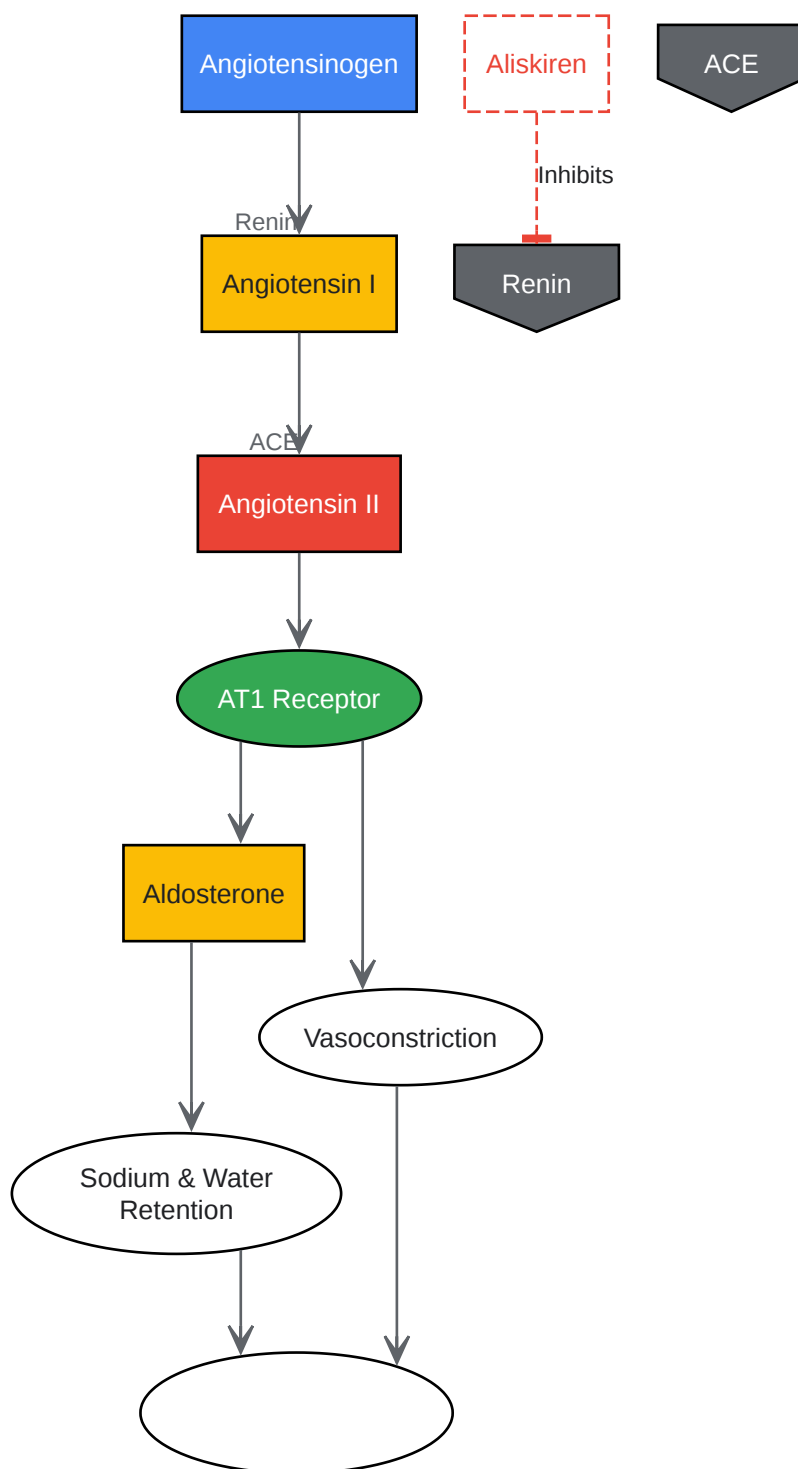 Angiotensinogen
Aliskiren
ACE
Inhibits
Renin
Angiotensin I
Renin
ACE
Angiotensin II
AT1 Receptor
Aldosterone
Vasoconstriction
Sodium & Water
Retention